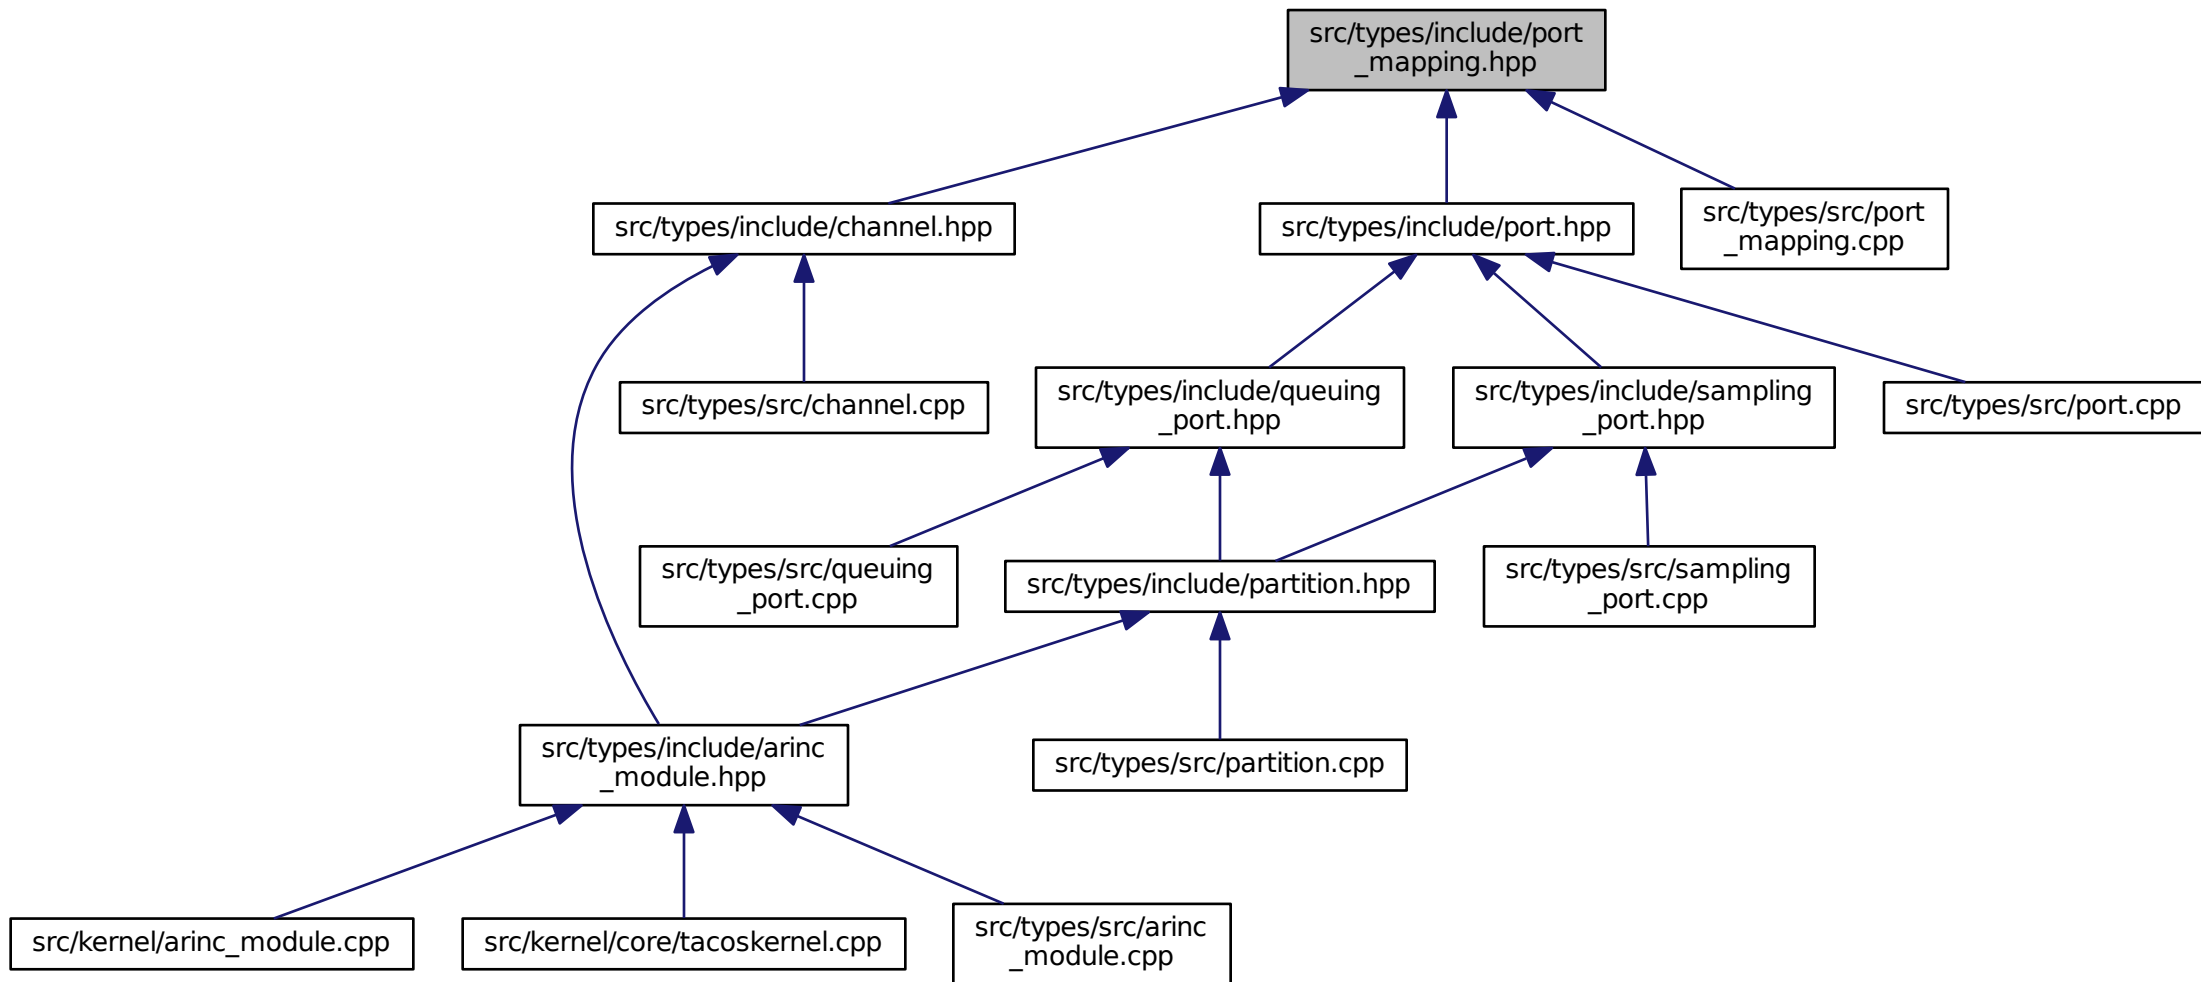 src/types/include/port
_mapping.hpp
src/types/include/channel.hpp
src/types/include/port.hpp
src/types/src/port
_mapping.cpp
src/types/src/channel.cpp
src/types/include/queuing
_port.hpp
src/types/include/sampling
_port.hpp
src/types/src/port.cpp
src/types/src/queuing
_port.cpp
src/types/include/partition.hpp
src/types/src/sampling
_port.cpp
src/types/include/arinc
_module.hpp
src/types/src/partition.cpp
src/kernel/arinc_module.cpp
src/kernel/core/tacoskernel.cpp
src/types/src/arinc
_module.cpp